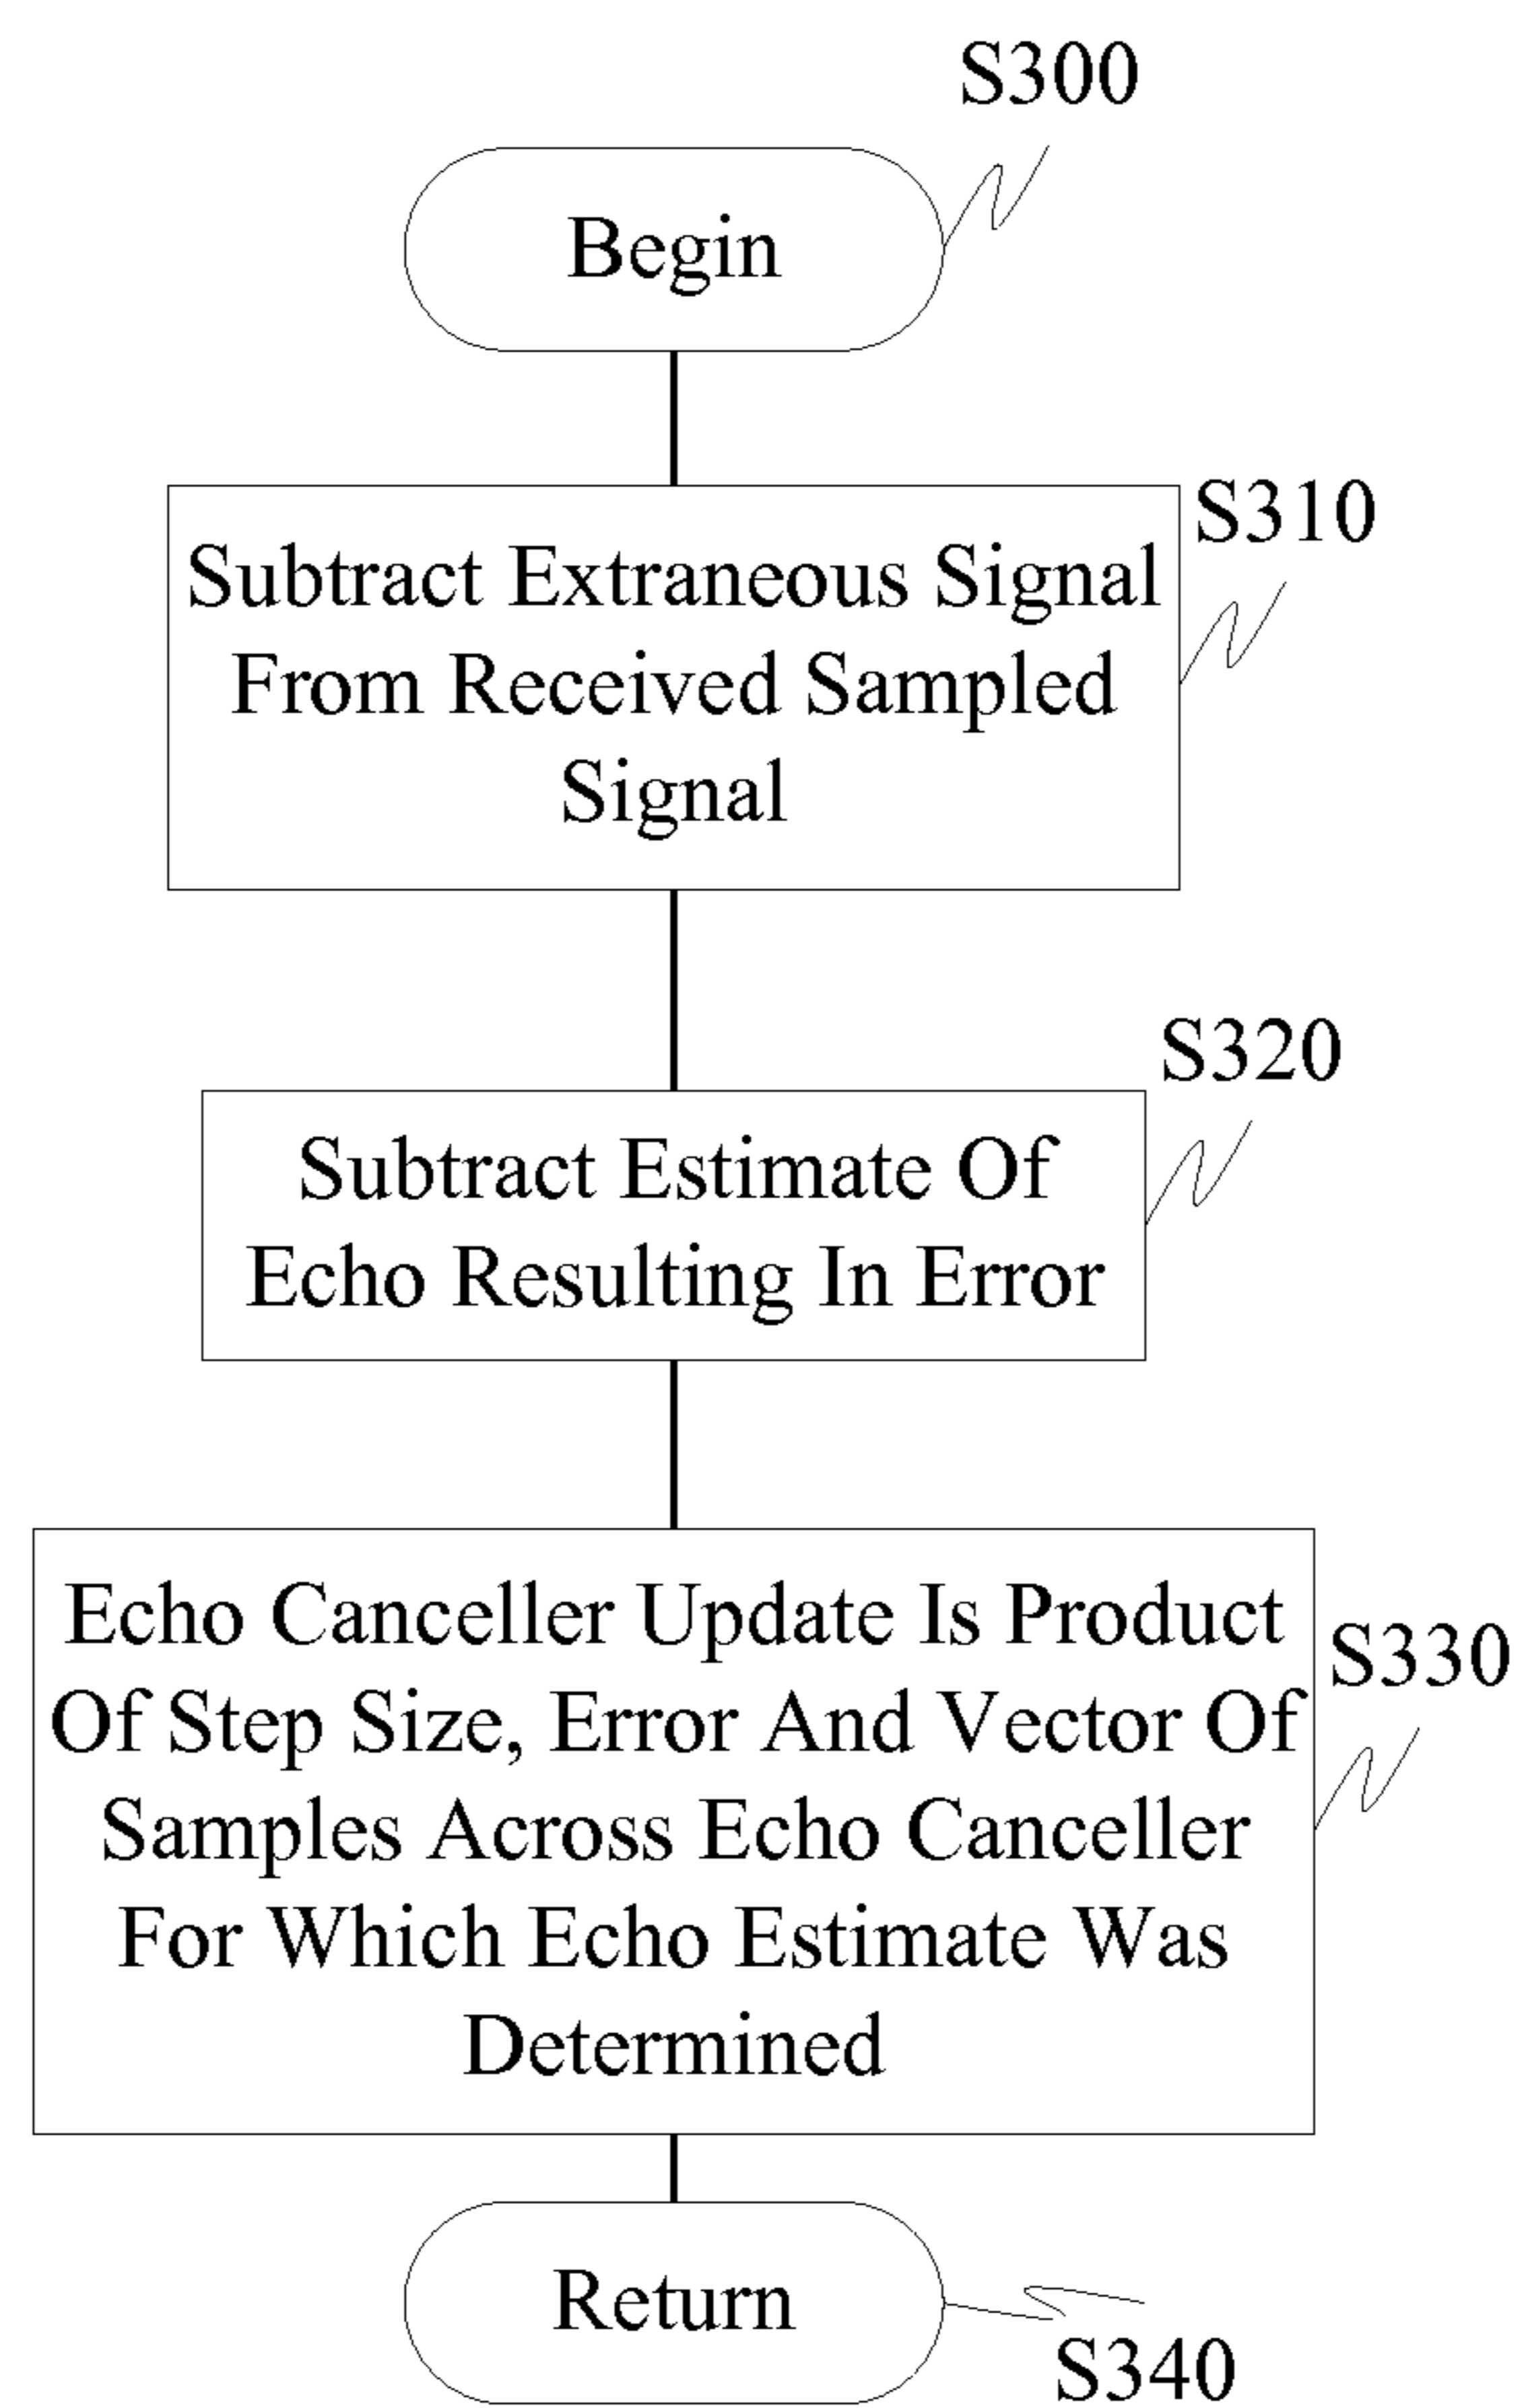 S300
Begin
S310
Subtract Extraneous Signal
From Received Sampled
Signal
S320
Subtract Estimate Of
Echo Resulting In Error
Echo Canceller Update Is Product
S330
Of Step Size, Error And Vector Of
Samples Across Echo Canceller
For Which Echo Estimate Was
Determined
Return
S340